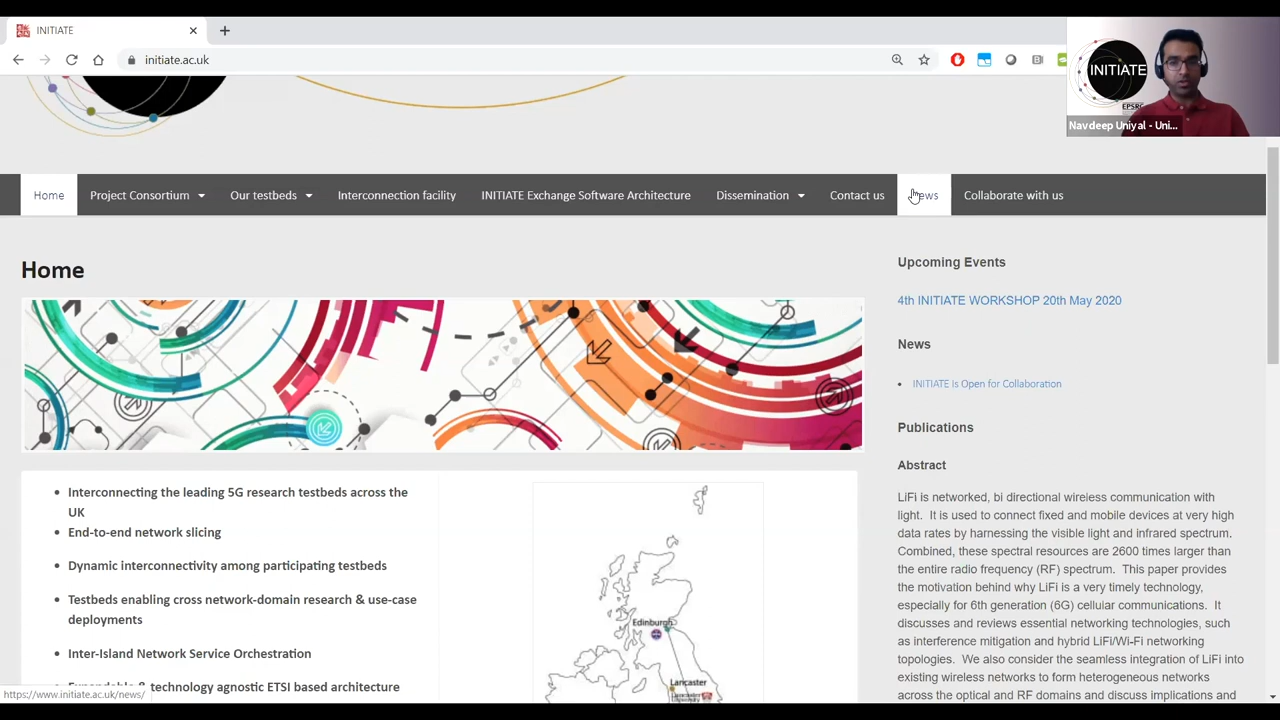 INITIATE
initiate.ac.uk
INITIATE
EPSRC
Navdeep Uniyal - Uni...
Home
Project Consortium
Our testbeds
Interconnection facility
INITIATE Exchange Software Architecture
Dissemination
Contact us
News
Collaborate with us
Home
Upcoming Events
4th INITIATE WORKSHOP 20th May 2020
News
INITIATE Is Open for Collaboration
Publications
Abstract
LiFi is networked, bi directional wireless communication with
light. It is used to connect fixed and mobile devices at very high
data rates by harnessing the visible light and infrared spectrum.
Combined, these spectral resources are 2600 times larger than
the entire radio frequency (RF) spectrum. This paper provides
the motivation behind why LiFi is a very timely technology,
especially for 6th generation (6G) cellular communications. It
discusses and reviews essential networking technologies, such
as interference mitigation and hybrid LiFi/Wi-Fi networking
topologies. We also consider the seamless integration of LiFi into
existing wireless networks to form heterogeneous networks
across the optical and RF domains and discuss implications and
Interconnecting the leading 5G research testbeds across the
UK
End-to-end network slicing
Dynamic interconnectivity among participating testbeds
Testbeds enabling cross network-domain research & use-case
deployments
Inter-Island Network Service Orchestration
technology agnostic ETSI based architecture
Edinburgh
Lancaster
https://www.initiate.ac.uk/news/